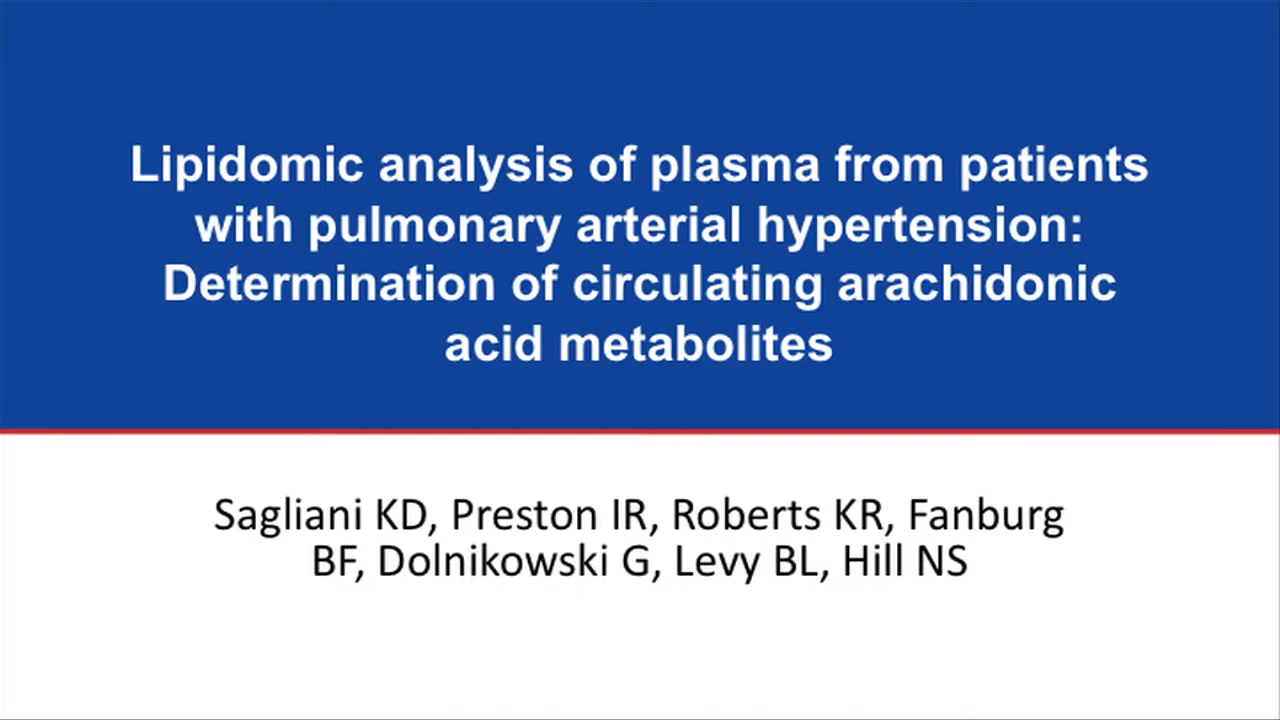 Lipidomic analysis of plasma from patients
with pulmonary arterial hypertension:
Determination of circulating arachidonic
acid metabolites
Sagliani KD, Preston IR, Roberts KR, Fanburg
BF, Dolnikowski G, Levy BL, Hill NS